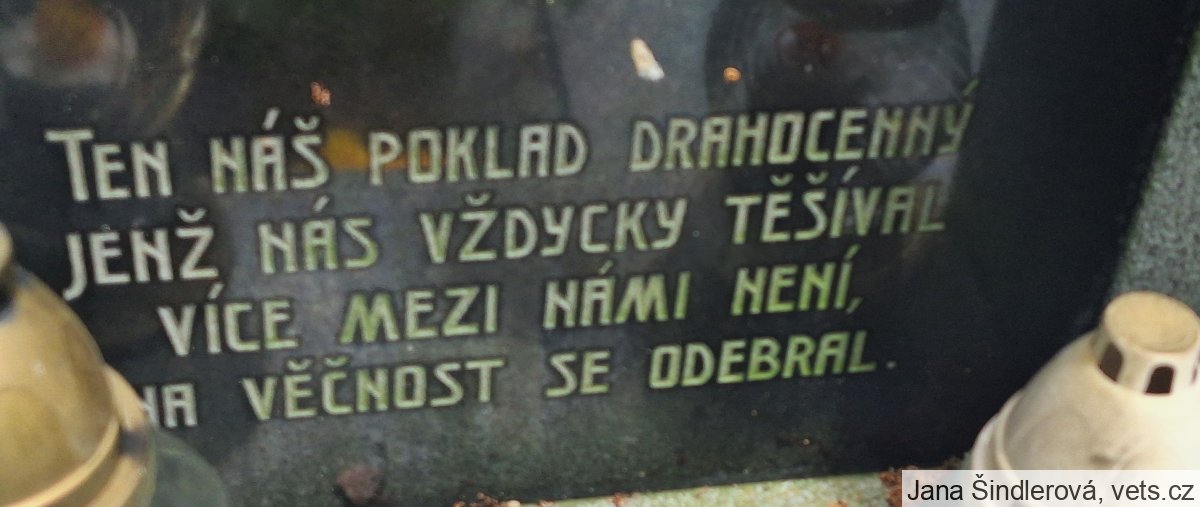 TEN NÁŠ POKLAD DRAHOCENNÝ
JENŽ NÁS VŽDYCKY TĚŠÍVAL
VÍCE MEZI NÁMI NENÍ,
NA VĚČNOST SE ODEBRAL.
Jana Šindlerová, vets.cz